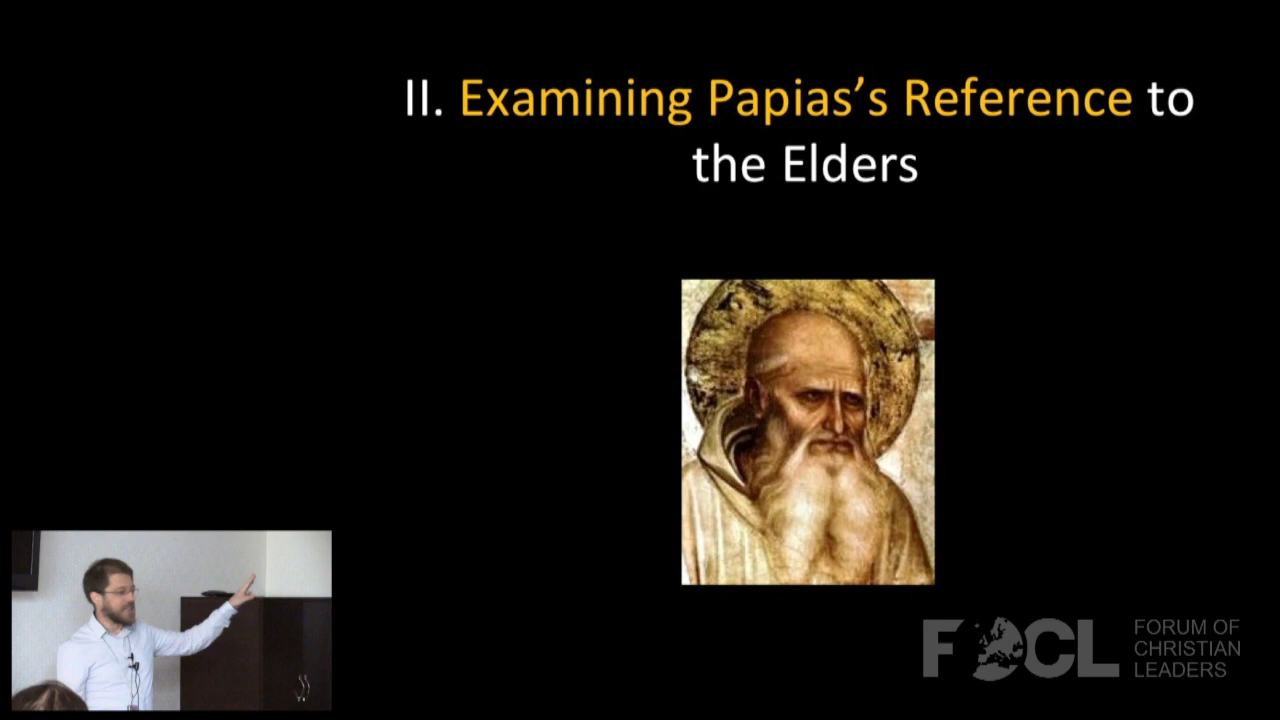 II. Examining Papias’s Reference to
the Elders
FOCL
FORUM OF
CHRISTIAN
LEADERS